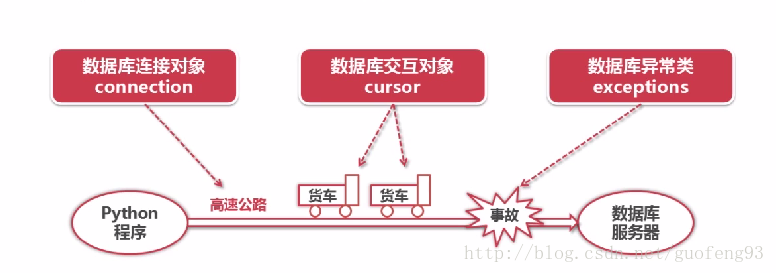 数据库连接对象
connection
数据库交互对象
cursor
数据库异常类
exceptions
Python
程序
高速公路
货车
货车
事故
数据库
服务器
http://blog.csdn.net/guofeng93